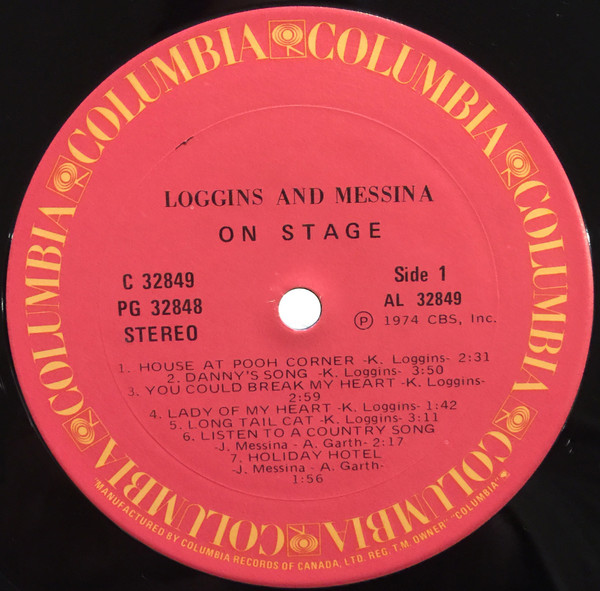 COLUMBIA COLUMBIA COLUMBIA COLUMBIA COLUMBIA COLUMBIA
LOGGINS AND MESSINA
ON STAGE
C 32849
PG 32848
STEREO
Side 1
AL 32849
Ⓟ 1974 CBS, Inc.
1. HOUSE AT POOH CORNER -K. Loggins- 2:31
2. DANNY'S SONG -K. Loggins- 3:50
3. YOU COULD BREAK MY HEART -K. Loggins-
2:59
4. LADY OF MY HEART -K. Loggins- 1:42
5. LONG TAIL CAT -K. Loggins- 3:11
6. LISTEN TO A COUNTRY SONG
-J. Messina - A. Garth- 2:17
7. HOLIDAY HOTEL
-J. Messina - A. Garth-
1:56
"MANUFACTURED BY COLUMBIA RECORDS OF CANADA, LTD. REG. T.M. OWNER" "COLUMBIA"